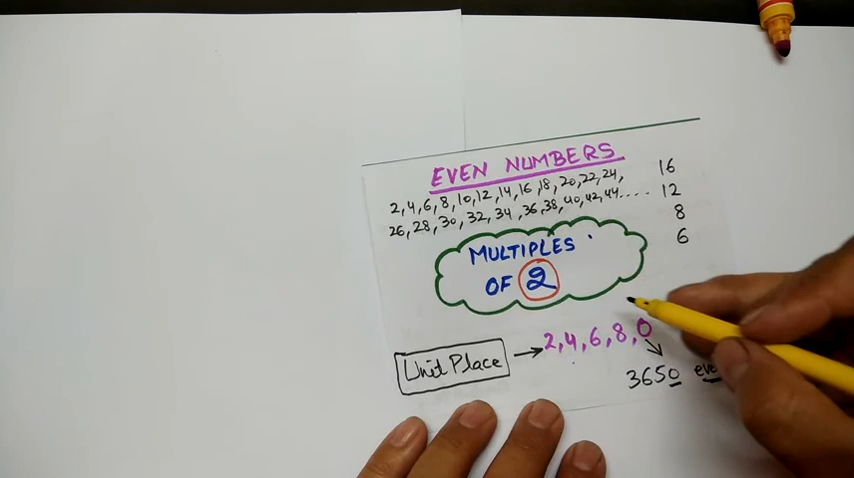 EVEN NUMBERS
2,4,6,8,10,12,14,16,18,20,22,24,
26,28,30,32,34,36,38,40,42,44....
16
12
8
6
MULTIPLES
OF 2
Unit Place → 2,4,6,8,0
3650